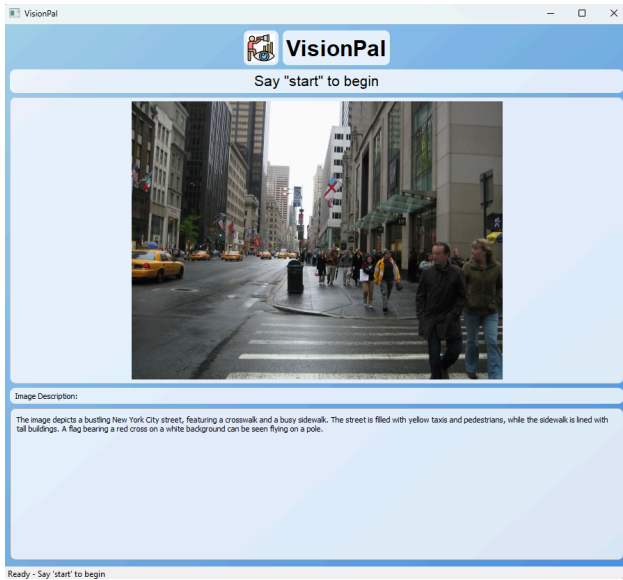 VisionPal
VisionPal
Say "start" to begin
Image Description:
The image depicts a bustling New York City street, featuring a crosswalk and a busy sidewalk. The street is filled with yellow taxis and pedestrians, while the sidewalk is lined with
tall buildings. A flag bearing a red cross on a white background can be seen flying on a pole.
Ready - Say 'start' to begin